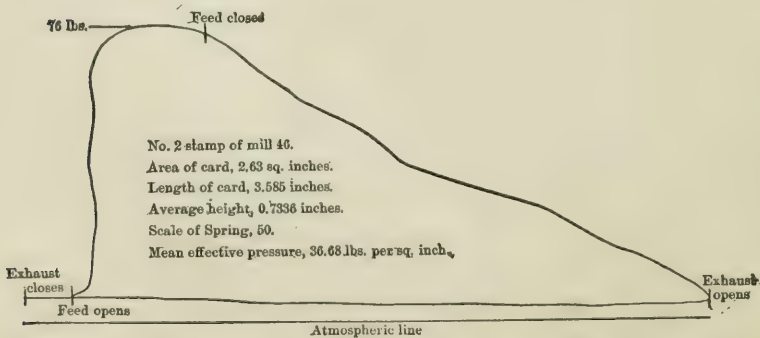 76 lbs.
Feed closed
No. 2 stamp of mill 46.
Area of card, 2.63 sq. inches.
Length of card, 3.585 inches.
Average height, 0.7336 inches.
Scale of Spring, 50.
Mean effective pressure, 36.68 lbs. per sq. inch.
Exhaust
closes
Feed opens
Exhaust
opens
Atmospheric line